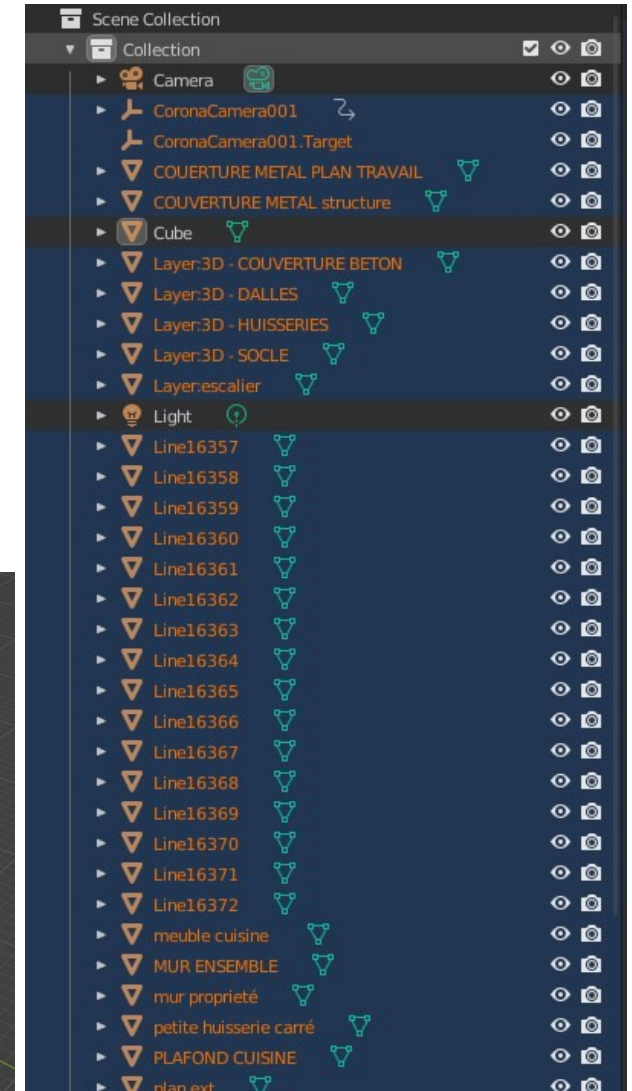 Scene Collection
Collection
Camera
CoronaCamera001
CoronaCamera001.Target
COUERTURE METAL PLAN TRAVAIL
COUVERTURE METAL structure
Cube
Layer:3D - COUVERTURE BETON
Layer:3D - DALLES
Layer:3D - HUISSERIES
Layer:3D - SOCLE
Layer:escalier
Light
Line16357
Line16358
Line16359
Line16360
Line16361
Line16362
Line16363
Line16364
Line16365
Line16366
Line16367
Line16368
Line16369
Line16370
Line16371
Line16372
meuble cuisine
MUR ENSEMBLE
mur proprieté
petite huisserie carré
PLAFOND CUISINE
plan ext